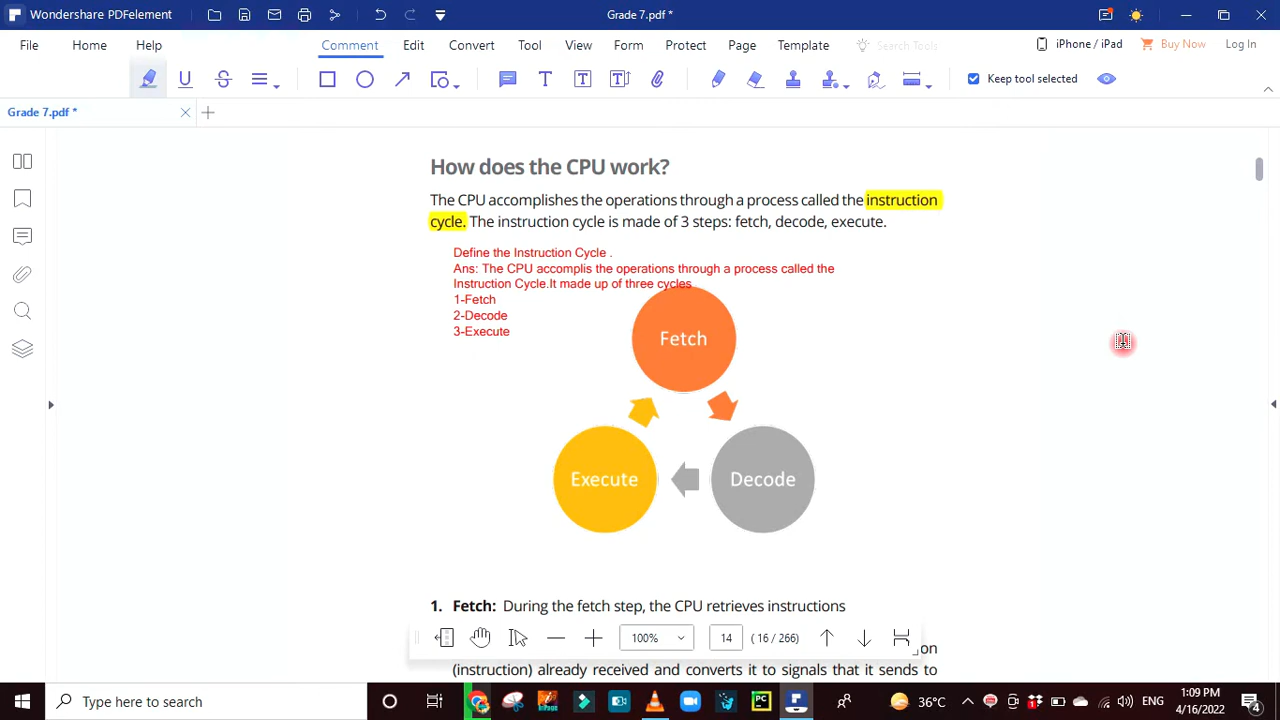 Wondershare PDFelement
Grade 7.pdf *
File Home Help Comment Edit Convert Tool View Form Protect Page Template Search Tools iPhone / iPad Buy Now Log In
Keep tool selected
Grade 7.pdf *
How does the CPU work?
The CPU accomplishes the operations through a process called the instruction
cycle. The instruction cycle is made of 3 steps: fetch, decode, execute.
Define the Instruction Cycle .
Ans: The CPU accomplis the operations through a process called the
Instruction Cycle.It made up of three cycles
1-Fetch
2-Decode
3-Execute
Fetch
Execute
Decode
1. Fetch: During the fetch step, the CPU retrieves instructions
100% 14 ( 16 / 266)
(instruction) already received and converts it to signals that it sends to
Type here to search
PC
36°C
ENG
1:09 PM
4/16/2022
4